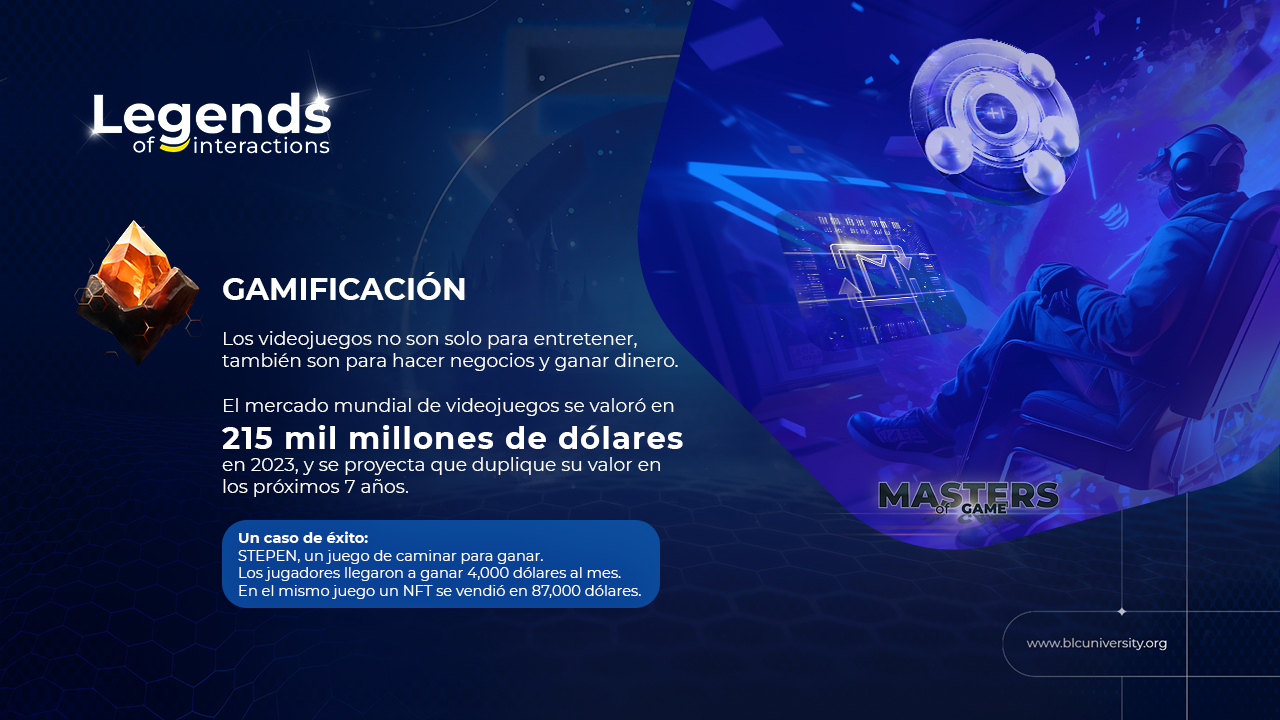 Legends
of interactions
GAMIFICACIÓN
Los videojuegos no son solo para entretener,
también son para hacer negocios y ganar dinero.
El mercado mundial de videojuegos se valoró en
215 mil millones de dólares
en 2023, y se proyecta que duplique su valor en
los próximos 7 años.
Un caso de éxito:
STEPEN, un juego de caminar para ganar.
Los jugadores llegaron a ganar 4,000 dólares al mes.
En el mismo juego un NFT se vendió en 87,000 dólares.
MASTERS
of GAME
www.blcuniversity.org